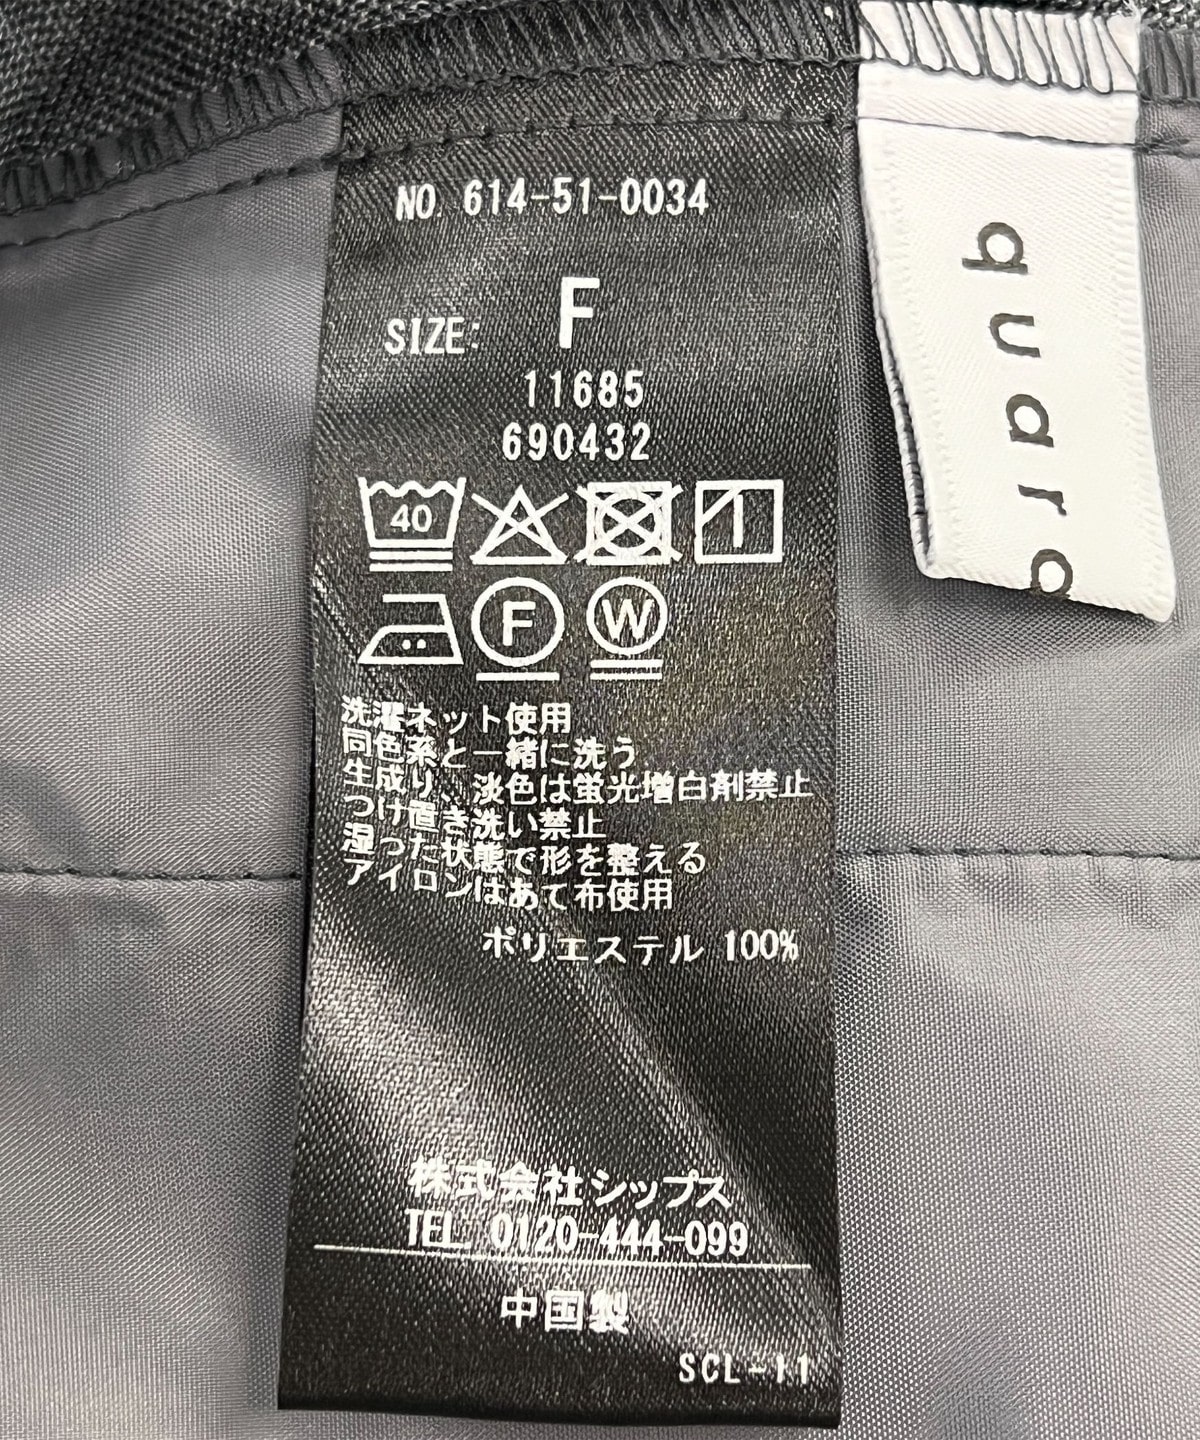 NO. 614-51-0034
SIZE: F
11685
690432
40
F W
洗濯ネット使用
同色系と一緒に洗う
生成り、淡色は蛍光増白剤禁止
つけ置き洗い禁止
湿った状態で形を整える
アイロンはあて布使用
ポリエステル 100%
株式会社シップス
TEL 0120-444-099
中国製
SCL-11
quar